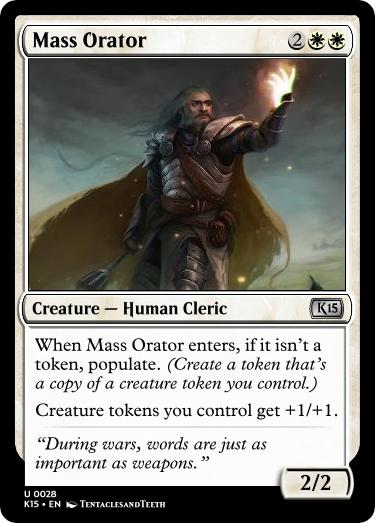 Mass Orator 2
Creature — Human Cleric K15
When Mass Orator enters, if it isn't a
token, populate. (Create a token that's
a copy of a creature token you control.)
Creature tokens you control get +1/+1.
“During wars, words are just as
important as weapons.”
2/2
U 0028
K15 • EN TentaclesandTeeth